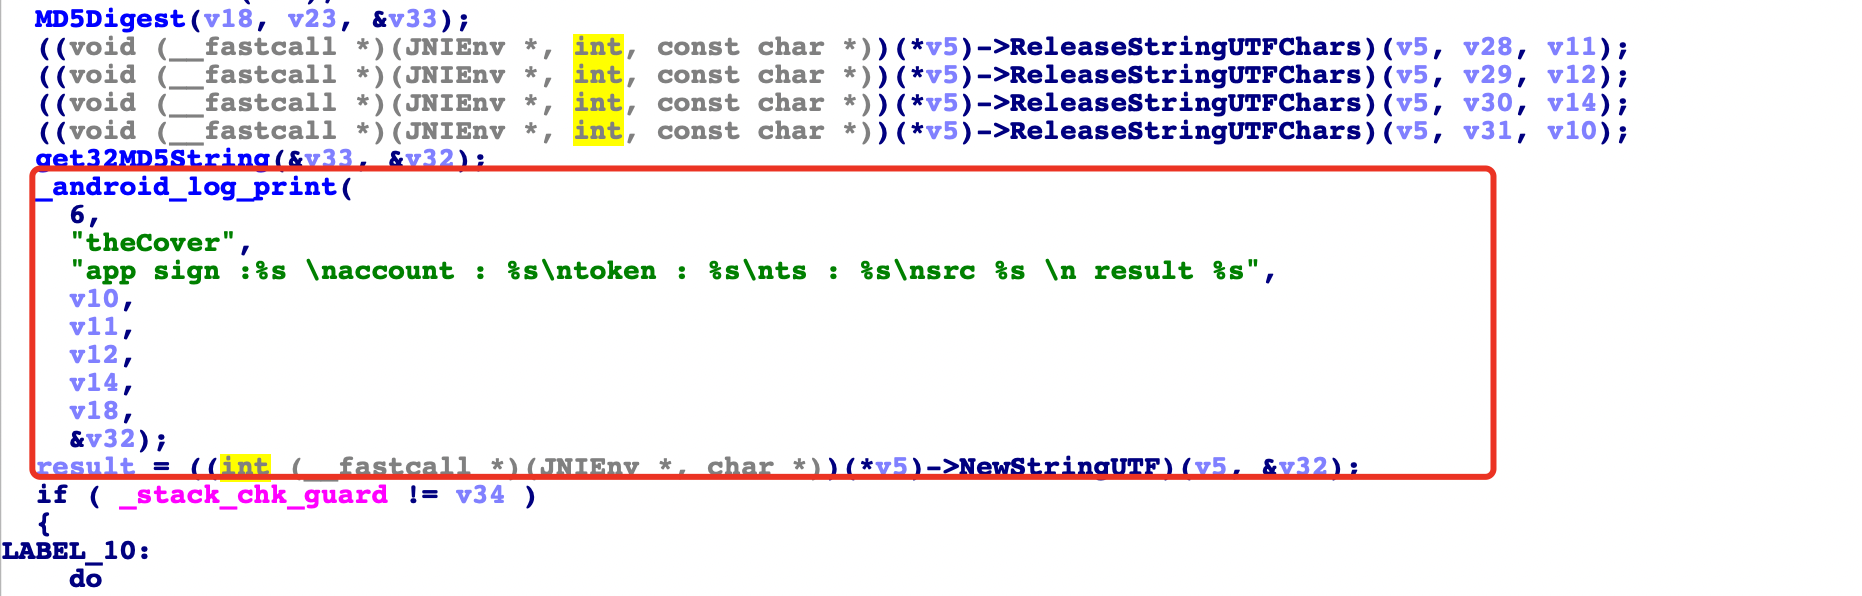 MD5Digest(v18, v23, &v33);
((void (__fastcall *)(JNIEnv *, int, const char *))(*v5)->ReleaseStringUTFChars)(v5, v28, v11);
((void (__fastcall *)(JNIEnv *, int, const char *))(*v5)->ReleaseStringUTFChars)(v5, v29, v12);
((void (__fastcall *)(JNIEnv *, int, const char *))(*v5)->ReleaseStringUTFChars)(v5, v30, v14);
((void (__fastcall *)(JNIEnv *, int, const char *))(*v5)->ReleaseStringUTFChars)(v5, v31, v10);
get32MD5String(&v33, &v32);
_android_log_print(
6,
"theCover",
"app sign :%s \naccount : %s\ntoken : %s\nts : %s\nsrc %s \n result %s",
v10,
v11,
v12,
v14,
v18,
&v32);
result = ((int (__fastcall *)(JNIEnv *, char *))(*v5)->NewStringUTF)(v5, &v32);
if ( _stack_chk_guard != v34 )
{
LABEL_10:
do